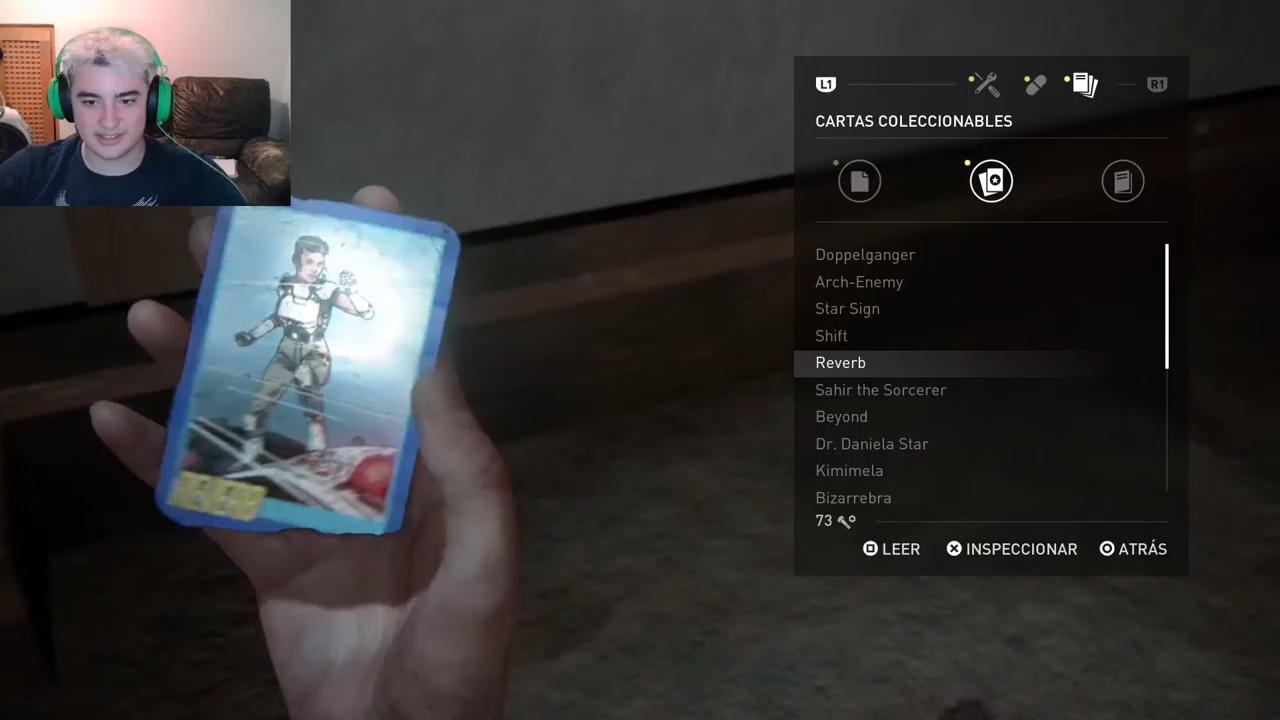 L1
R1
CARTAS COLECCIONABLES
Doppelganger
Arch-Enemy
Star Sign
Shift
Reverb
Sahir the Sorcerer
Beyond
Dr. Daniela Star
Kimimela
Bizarrebra
73
LEER INSPECCIONAR ATRÁS